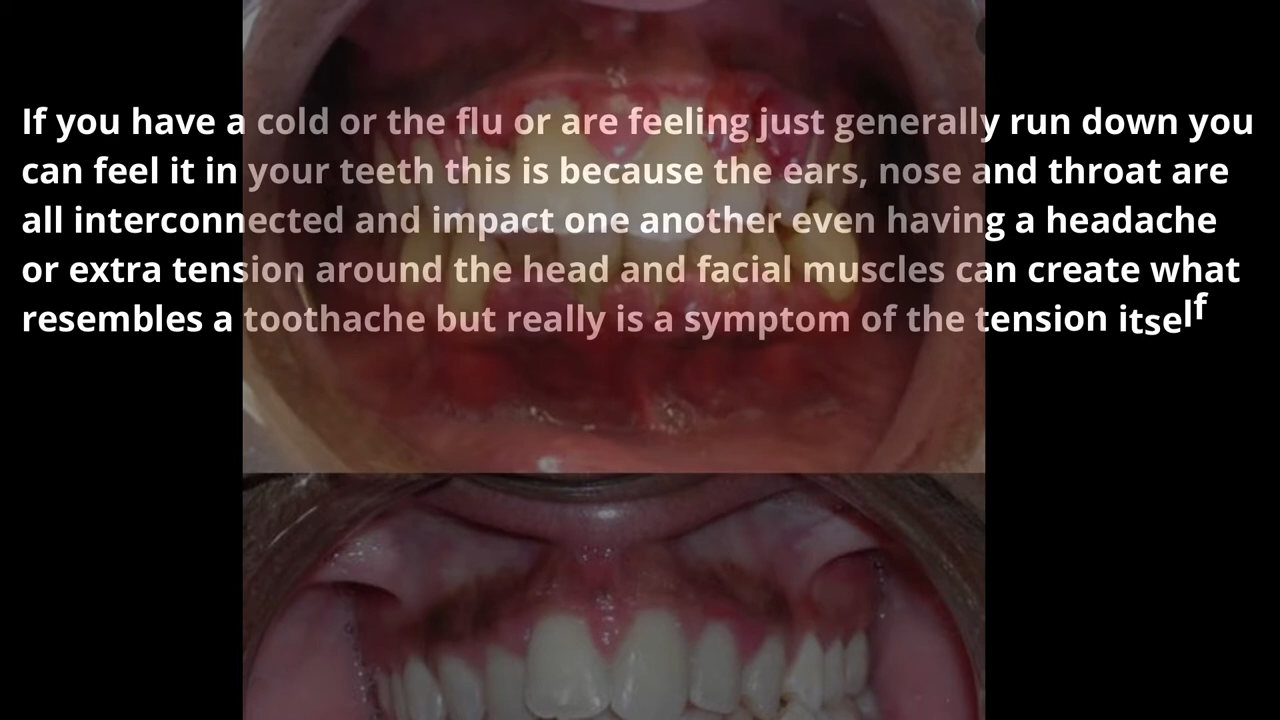 If you have a cold or the flu or are feeling just generally run down you
can feel it in your teeth this is because the ears, nose and throat are
all interconnected and impact one another even having a headache
or extra tension around the head and facial muscles can create what
resembles a toothache but really is a symptom of the tension itself